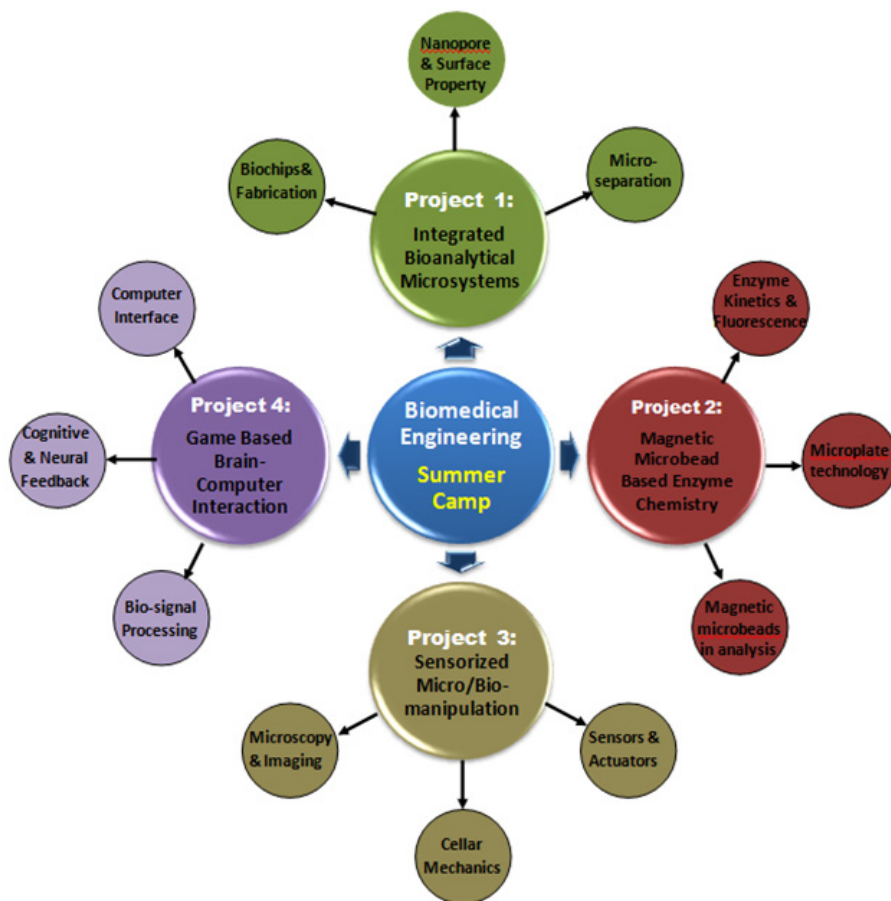 Nanopore
& Surface
Property
Biochips&
Fabrication
Micro-
separation
Project 1:
Integrated
Bioanalytical
Microsystems
Computer
Interface
Enzyme
Kinetics &
Fluorescence
Project 4:
Game Based
Brain-
Computer
Interaction
Biomedical
Engineering
Summer
Camp
Project 2:
Magnetic
Microbead
Based Enzyme
Chemistry
Cognitive
& Neural
Feedback
Microplate
technology
Bio-signal
Processing
Magnetic
microbeads
in analysis
Project 3:
Sensorized
Micro/Bio-
manipulation
Microscopy
& Imaging
Sensors &
Actuators
Cellar
Mechanics